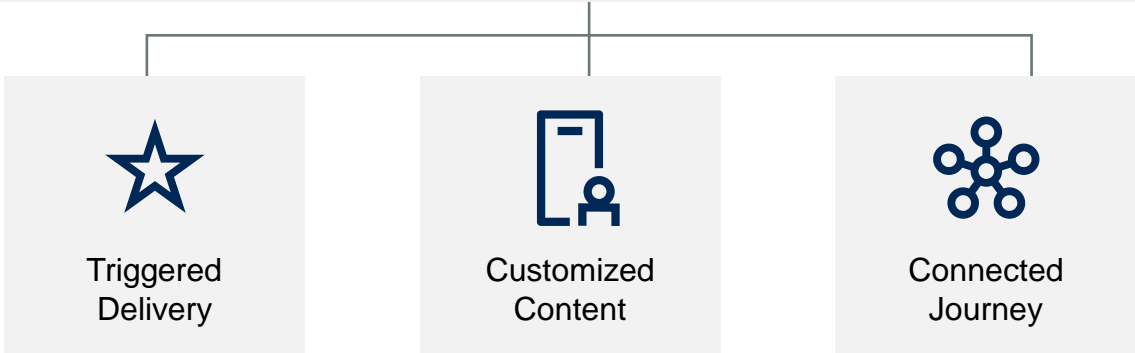 Triggered
Delivery
Customized
Content
Connected
Journey